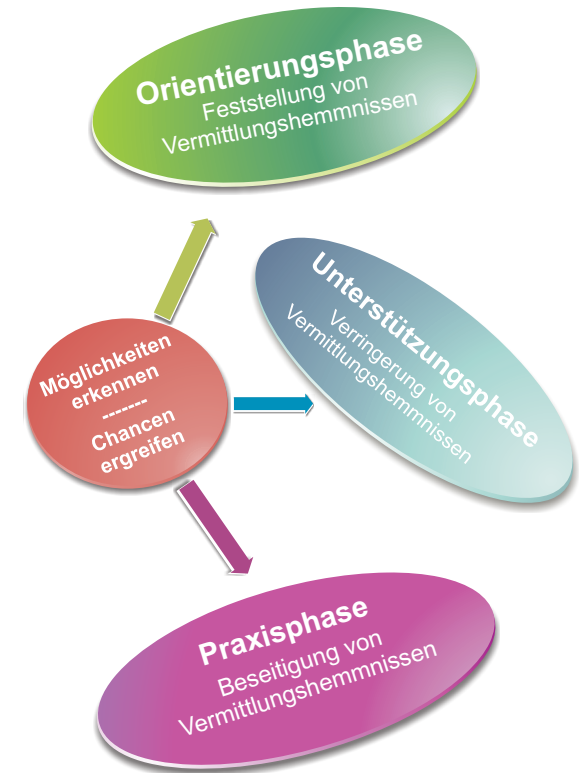 Orientierungsphase
Feststellung von
Vermittlungshemmnissen
Unterstützungsphase
Verringerung von
Vermittlungshemmnissen
Möglichkeiten
erkennen
-------
Chancen
ergreifen
Praxisphase
Beseitigung von
Vermittlungshemmnissen